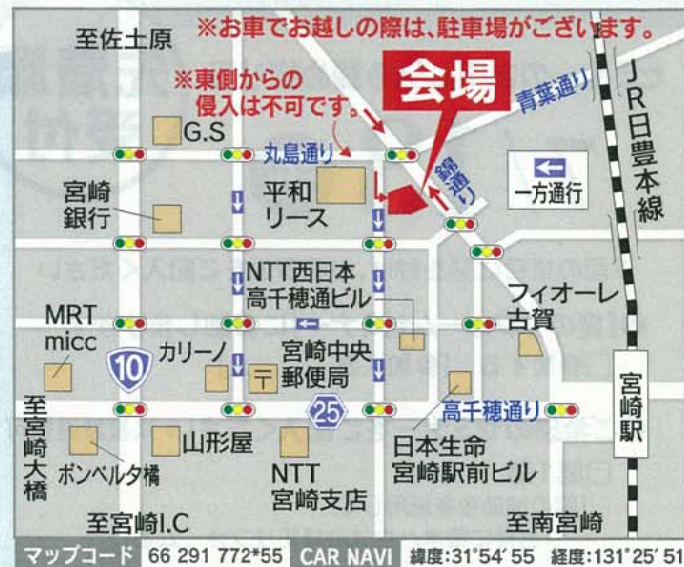 至佐土原
※お車でお越しの際は、駐車場がございます。
※東側からの
侵入は不可です。
会場
青葉通り
JR日豊本線
G.S
丸島通り
錦通り
一方通行
宮崎
銀行
平和
リース
NTT西日本
高千穂通ビル
フィオーレ
古賀
MRT
micc
10
カリーノ
〒
宮崎中央
郵便局
宮崎駅
25
高千穂通り
至宮崎大橋
ボンベルタ橘
山形屋
NTT
宮崎支店
日本生命
宮崎駅前ビル
至宮崎I.C
至南宮崎
マップコード 66 291 772*55 CAR NAVI 緯度:31°54′55 経度:131°25′51